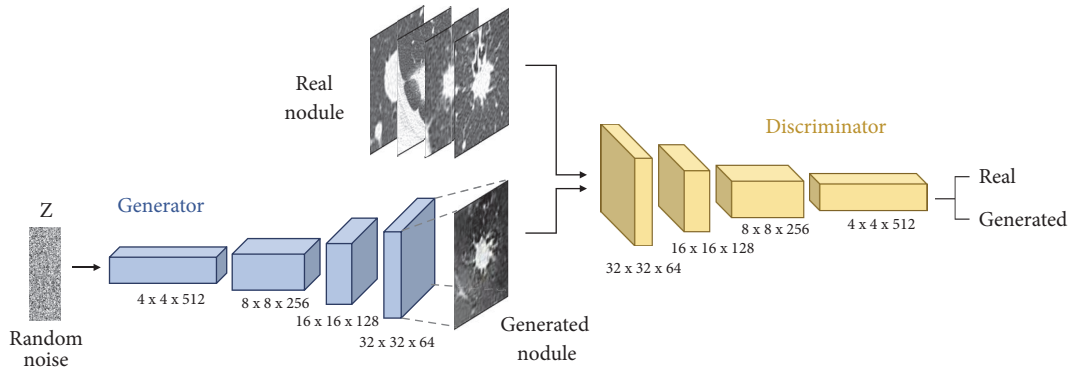 Real
nodule
Discriminator
Real
Generated
4 x 4 x 512
8 x 8 x 256
16 x 16 x 128
32 x 32 x 64
Generator
Z
4 x 4 x 512
8 x 8 x 256
16 x 16 x 128
32 x 32 x 64
Random
noise
Generated
nodule